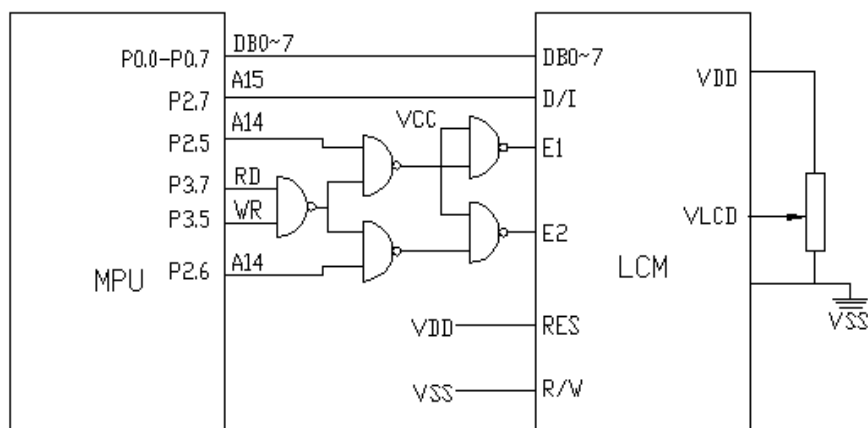 P0.0-P0.7
DB0~7
DB0~7
VDD
A15
P2.7
D/I
A14
P2.5
VCC
E1
P3.7
RD
P3.5
WR
VLCD
E2
P2.6
A14
MPU
LCM
VDD
RES
VSS
VSS
R/W